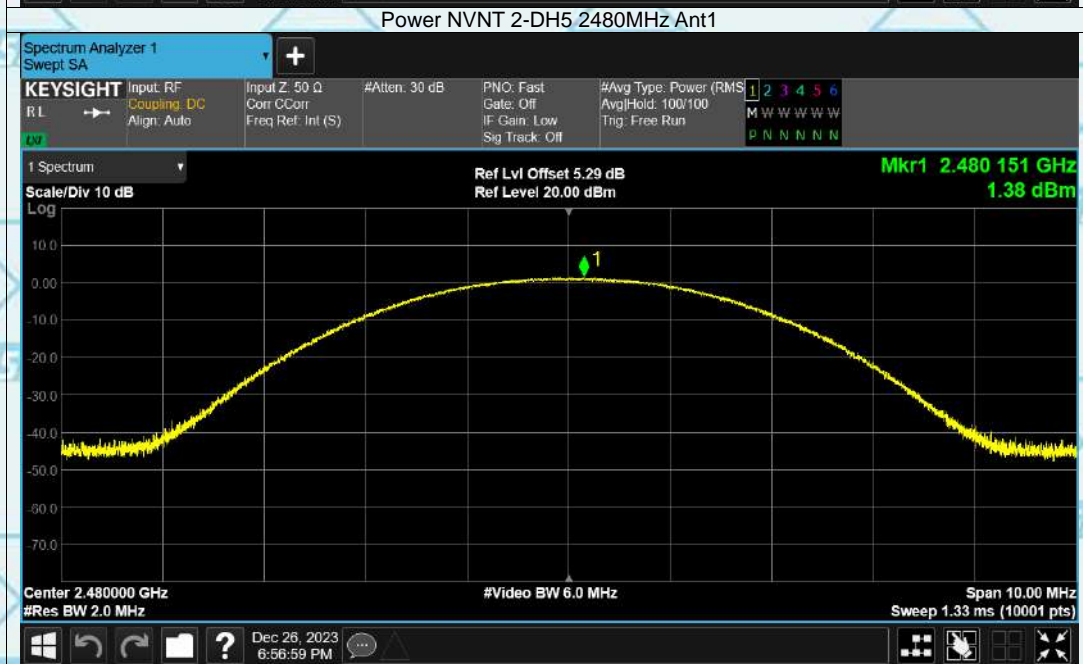 Power NVNT 2-DH5 2480MHz Ant1
Spectrum Analyzer 1
Swept SA
+
KEYSIGHT
RL
LXI
Input: RF
Coupling: DC
Align: Auto
Input Z: 50 Ω
Corr CCorr
Freq Ref: Int (S)
#Atten: 30 dB
PNO: Fast
Gate: Off
IF Gain: Low
Sig Track: Off
#Avg Type: Power (RMS
Avg|Hold: 100/100
Trig: Free Run
1 2 3 4 5 6
M W W W W W
P N N N N N
1 Spectrum
Scale/Div 10 dB
Log
Ref Lvl Offset 5.29 dB
Ref Level 20.00 dBm
Mkr1 2.480 151 GHz
1.38 dBm
1
10.0
0.00
-10.0
-20.0
-30.0
-40.0
-50.0
-60.0
-70.0
Center 2.480000 GHz
#Res BW 2.0 MHz
#Video BW 6.0 MHz
Span 10.00 MHz
Sweep 1.33 ms (10001 pts)
?
Dec 26, 2023
6:56:59 PM